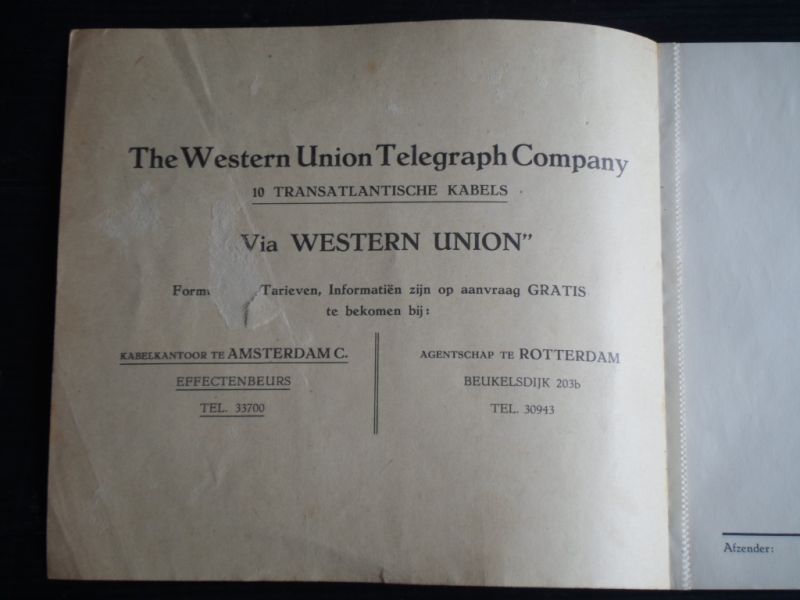 The Western Union Telegraph Company
10 TRANSATLANTISCHE KABELS
Via WESTERN UNION"
Tarieven, Informatiën zijn op aanvraag GRATIS
te bekomen bij:
KABELKANTOOR TE AMSTERDAM C.
EFFECTENBEURS
TEL. 33700
AGENTSCHAP TE ROTTERDAM
BEUKELSDIJK 203b
TEL. 30943
Afzender: